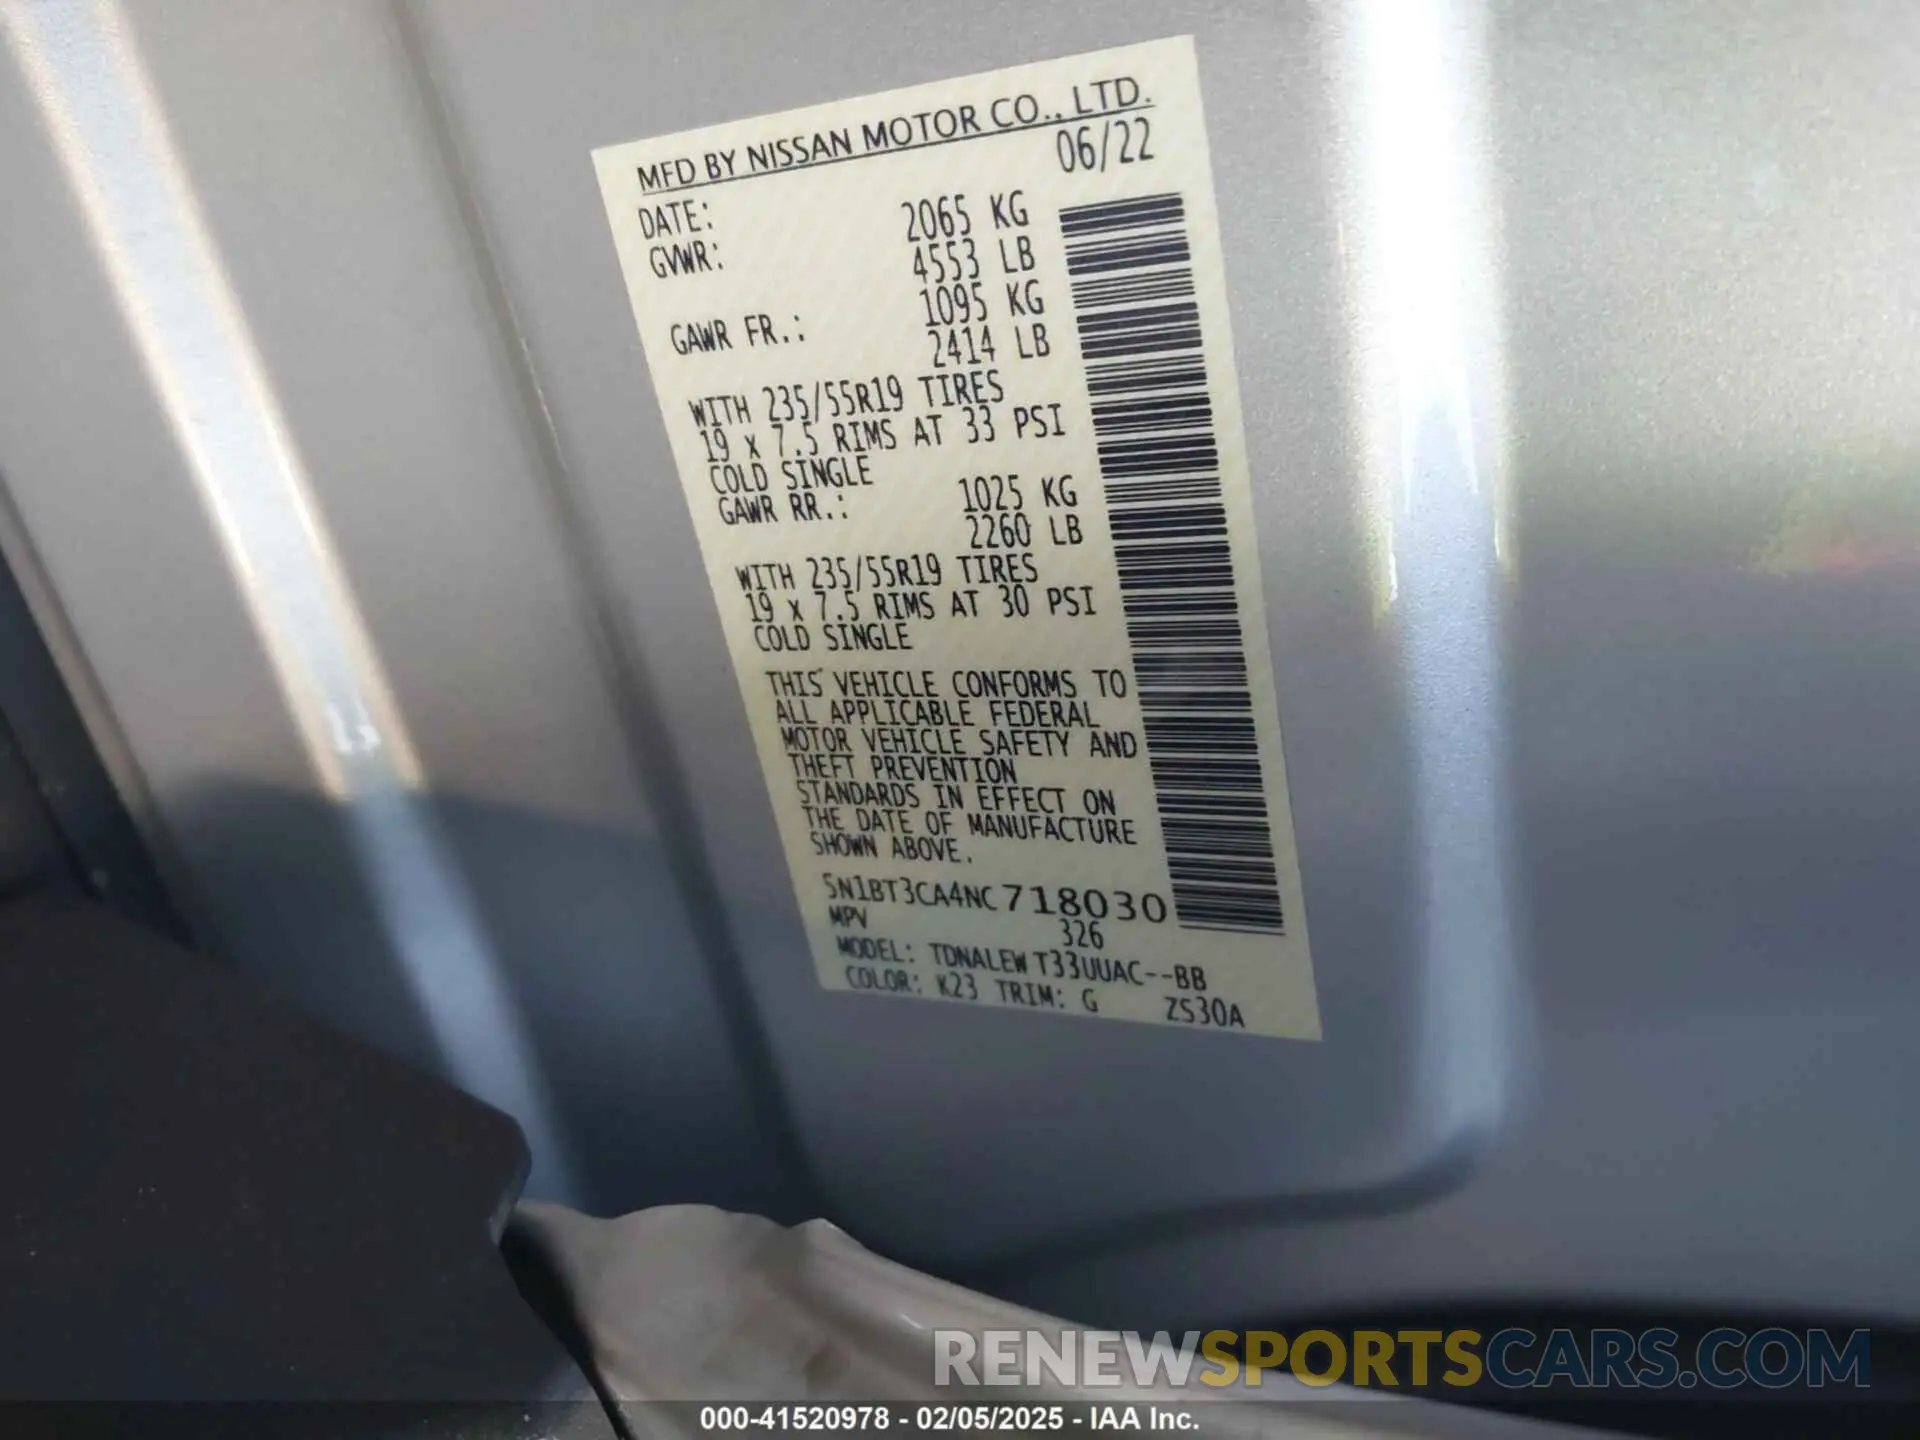 MFD BY NISSAN MOTOR CO., LTD.
DATE: 06/22
GVWR: 2065 KG
4553 LB
GAWR FR.: 1095 KG
2414 LB
WITH 235/55R19 TIRES
19 x 7.5 RIMS AT 33 PSI
COLD SINGLE
GAWR RR.: 1025 KG
2260 LB
WITH 235/55R19 TIRES
19 x 7.5 RIMS AT 30 PSI
COLD SINGLE
THIS VEHICLE CONFORMS TO
ALL APPLICABLE FEDERAL
MOTOR VEHICLE SAFETY AND
THEFT PREVENTION
STANDARDS IN EFFECT ON
THE DATE OF MANUFACTURE
SHOWN ABOVE.
5N1BT3CA4NC718030
MPV 326
MODEL: TDNALEW T33UUAC--BB
COLOR: K23 TRIM: G ZS30A
RENEWSPORTSCARS.COM
000-41520978 - 02/05/2025 - IAA Inc.